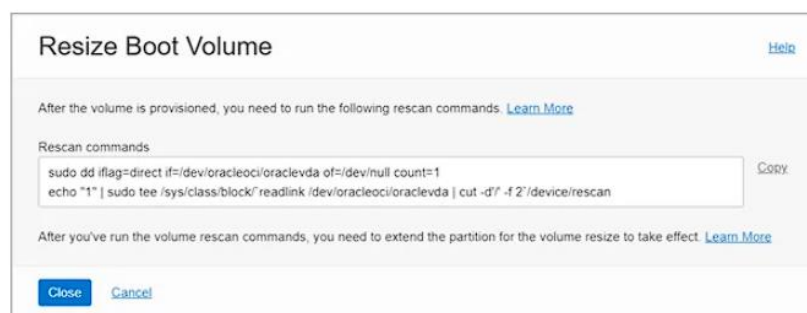 Resize Boot Volume
Help
After the volume is provisioned, you need to run the following rescan commands. Learn More
Rescan commands
sudo dd iflag=direct if=/dev/oracleoci/oraclevda of=/dev/null count=1
echo "1" | sudo tee /sys/class/block/`readlink /dev/oracleoci/oraclevda | cut -d'/' -f 2`/device/rescan
Copy
After you've run the volume rescan commands, you need to extend the partition for the volume resize to take effect. Learn More
Close
Cancel